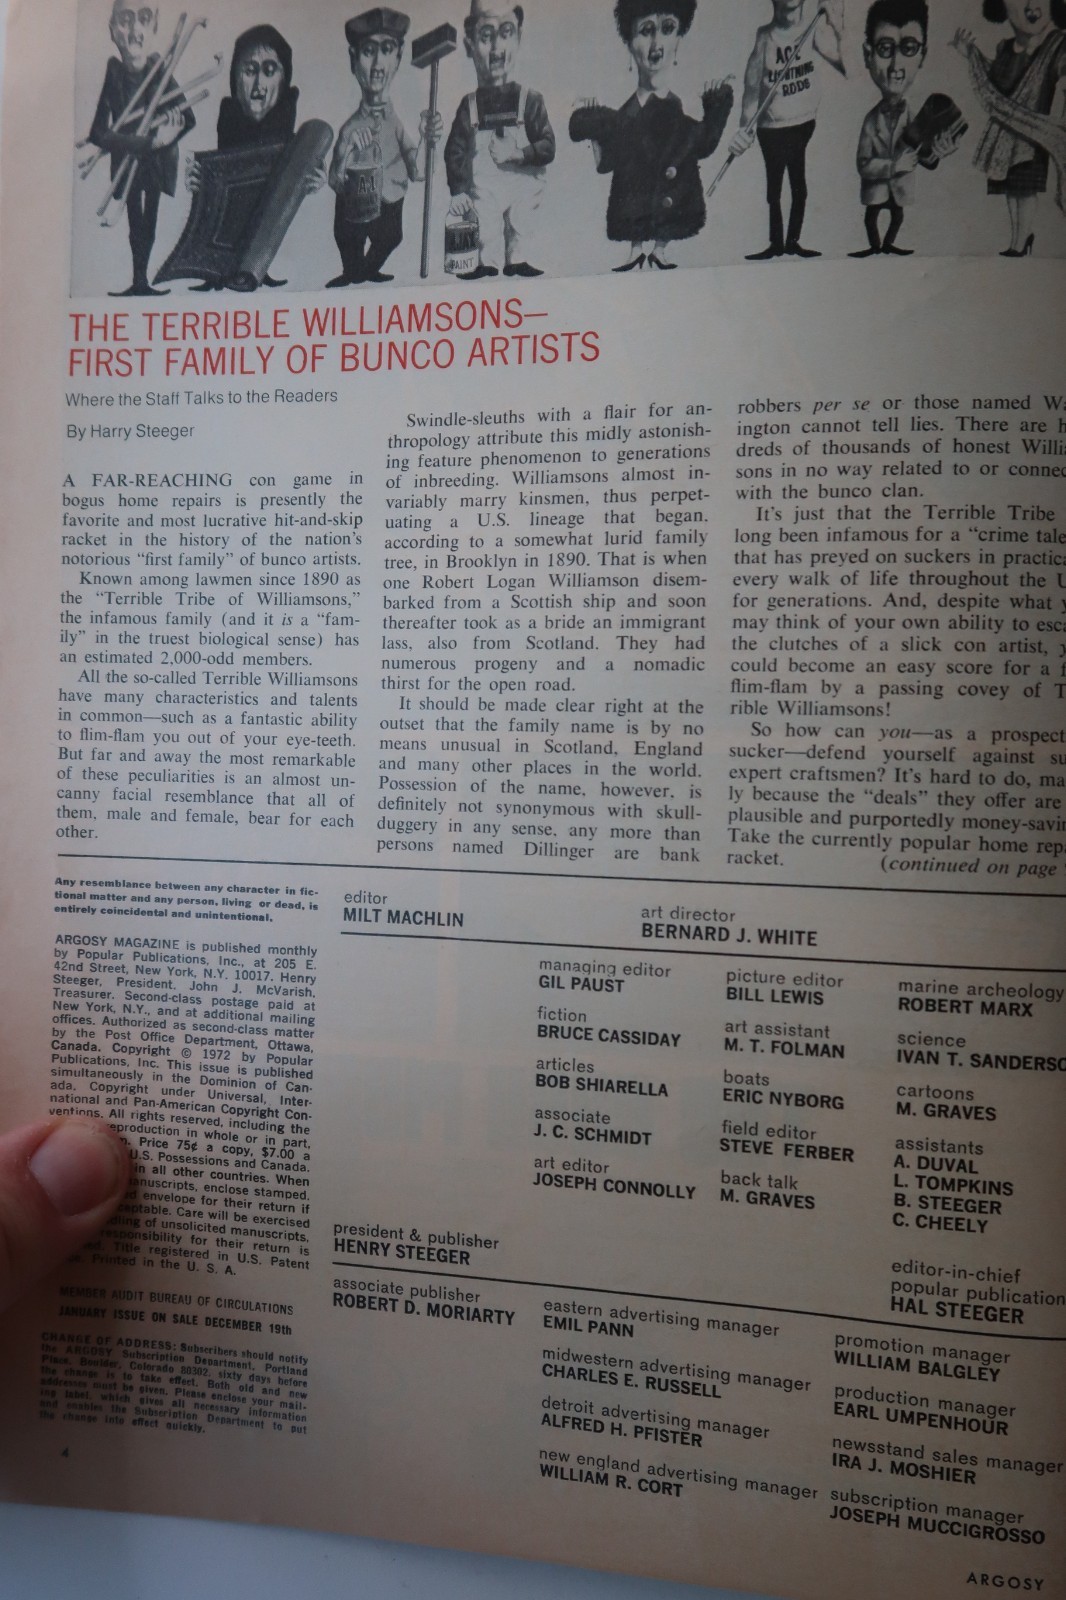 ACE
LIGHTNING
RODS
A-1
AJAX
PAINT
THE TERRIBLE WILLIAMSONS—
FIRST FAMILY OF BUNCO ARTISTS
Where the Staff Talks to the Readers
By Harry Steeger
A FAR-REACHING con game in
bogus home repairs is presently the
favorite and most lucrative hit-and-skip
racket in the history of the nation's
notorious “first family” of bunco artists.
Known among lawmen since 1890 as
the “Terrible Tribe of Williamsons,”
the infamous family (and it is a “fam-
ily” in the truest biological sense) has
an estimated 2,000-odd members.
All the so-called Terrible Williamsons
have many characteristics and talents
in common—such as a fantastic ability
to flim-flam you out of your eye-teeth.
But far and away the most remarkable
of these peculiarities is an almost un-
canny facial resemblance that all of
them, male and female, bear for each
other.
Swindle-sleuths with a flair for an-
thropology attribute this midly astonish-
ing feature phenomenon to generations
of inbreeding. Williamsons almost in-
variably marry kinsmen, thus perpet-
uating a U.S. lineage that began,
according to a somewhat lurid family
tree, in Brooklyn in 1890. That is when
one Robert Logan Williamson disem-
barked from a Scottish ship and soon
thereafter took as a bride an immigrant
lass, also from Scotland. They had
numerous progeny and a nomadic
thirst for the open road.
It should be made clear right at the
outset that the family name is by no
means unusual in Scotland, England
and many other places in the world.
Possession of the name, however, is
definitely not synonymous with skull-
duggery in any sense, any more than
persons named Dillinger are bank
robbers per se or those named Wa
ington cannot tell lies. There are h
dreds of thousands of honest Willi
sons in no way related to or connec
with the bunco clan.
It's just that the Terrible Tribe
long been infamous for a “crime tale
that has preyed on suckers in practica
every walk of life throughout the U
for generations. And, despite what y
may think of your own ability to esca
the clutches of a slick con artist, y
could become an easy score for a f
flim-flam by a passing covey of T
rible Williamsons!
So how can you—as a prospect
sucker—defend yourself against su
expert craftsmen? It's hard to do, ma
ly because the “deals” they offer are
plausible and purportedly money-savin
Take the currently popular home rep
racket. (continued on page
Any resemblance between any character in fic-
tional matter and any person, living or dead, is
entirely coincidental and unintentional.
ARGOSY MAGAZINE is published monthly
by Popular Publications, Inc., at 205 E.
42nd Street, New York, N.Y. 10017. Henry
Steeger, President. John J. McVarish,
Treasurer. Second-class postage paid at
New York, N.Y., and at additional mailing
offices. Authorized as second-class matter
by the Post Office Department, Ottawa,
Canada. Copyright © 1972 by Popular
Publications, Inc. This issue is published
simultaneously in the Dominion of Can-
ada. Copyright under Universal, Inter-
national and Pan-American Copyright Con-
ventions. All rights reserved, including the
eproduction in whole or in part,
Price 75¢ a copy, $7.00 a
U.S. Possessions and Canada.
in all other countries. When
anuscripts, enclose stamped,
d envelope for their return if
ceptable. Care will be exercised
dling of unsolicited manuscripts,
sponsibility for their return is
Title registered in U.S. Patent
Printed in the U. S. A.
MEMBER AUDIT BUREAU OF CIRCULATIONS
JANUARY ISSUE ON SALE DECEMBER 19th
CHANGE OF ADDRESS: Subscribers should notify
the ARGOSY Subscription Department, Portland
Place, Boulder, Colorado 80302, sixty days before
the change is to take effect. Both old and new
addresses must be given. Please enclose your mail-
ing label, which gives all necessary information
and enables the Subscription Department to put
the change into effect quickly.
4
editor
MILT MACHLIN
art director
BERNARD J. WHITE
managing editor
GIL PAUST
fiction
BRUCE CASSIDAY
articles
BOB SHIARELLA
associate
J. C. SCHMIDT
art editor
JOSEPH CONNOLLY
picture editor
BILL LEWIS
art assistant
M. T. FOLMAN
boats
ERIC NYBORG
field editor
STEVE FERBER
back talk
M. GRAVES
marine archeology
ROBERT MARX
science
IVAN T. SANDERSO
cartoons
M. GRAVES
assistants
A. DUVAL
L. TOMPKINS
B. STEEGER
C. CHEELY
editor-in-chief
popular publication
HAL STEEGER
president & publisher
HENRY STEEGER
associate publisher
ROBERT D. MORIARTY
eastern advertising manager
EMIL PANN
midwestern advertising manager
CHARLES E. RUSSELL
detroit advertising manager
ALFRED H. PFISTER
new england advertising manager
WILLIAM R. CORT
promotion manager
WILLIAM BALGLEY
production manager
EARL UMPENHOUR
newsstand sales manager
IRA J. MOSHIER
subscription manager
JOSEPH MUCCIGROSSO
ARGOSY